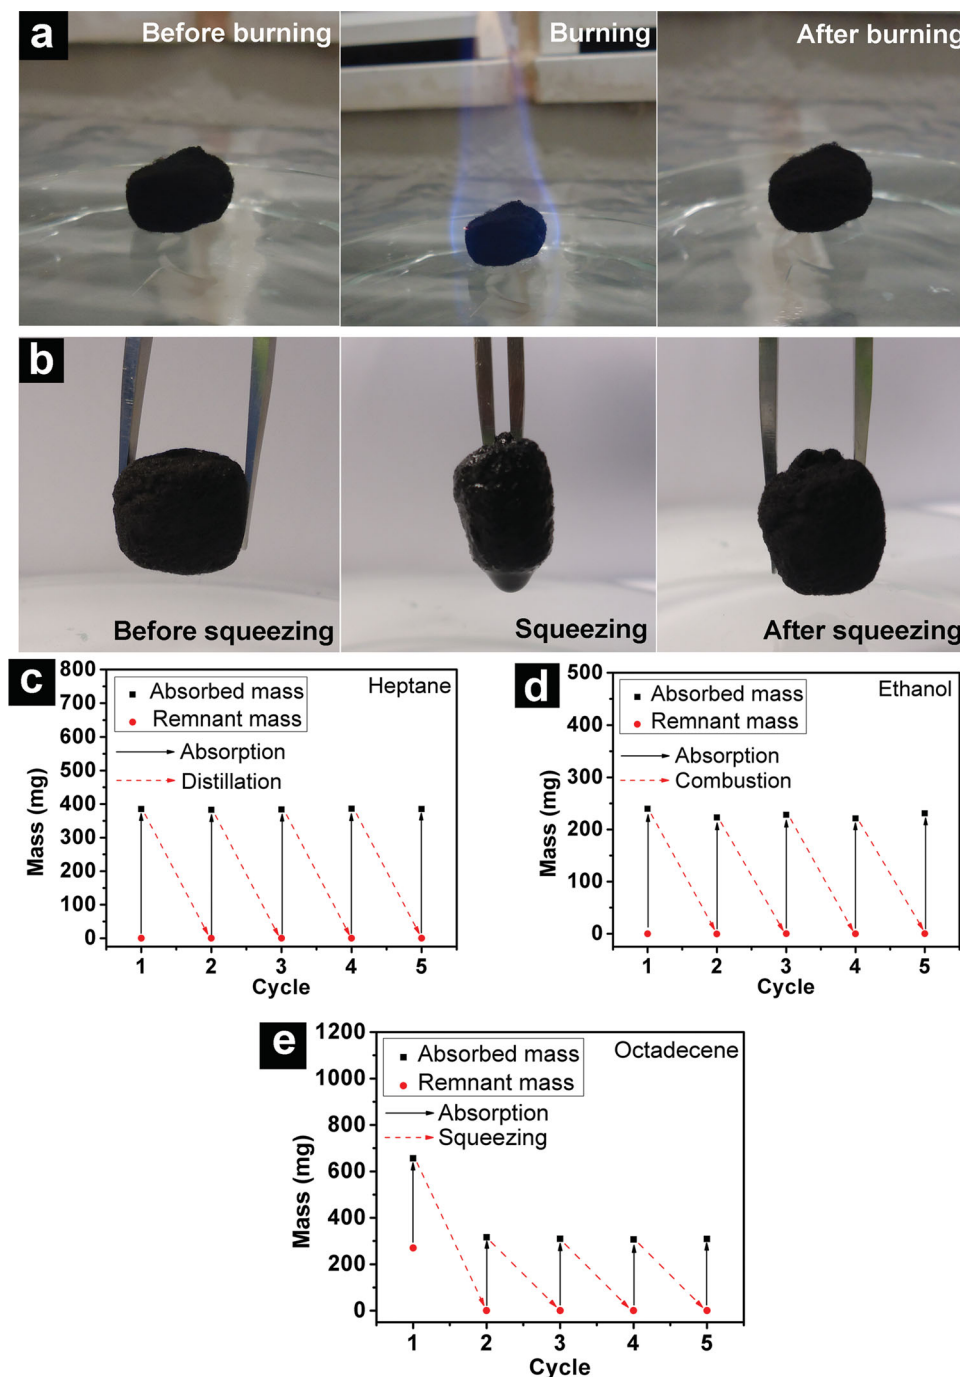 a
Before burning
Burning
After burning
b
Before squeezing
Squeezing
After squeezing
c
Heptane
Absorbed mass
Remnant mass
Absorption
Distillation
Mass (mg)
800
700
600
500
400
300
200
100
0
1 2 3 4 5
Cycle
d
Ethanol
Absorbed mass
Remnant mass
Absorption
Combustion
Mass (mg)
500
400
300
200
100
0
1 2 3 4 5
Cycle
e
Octadecene
Absorbed mass
Remnant mass
Absorption
Squeezing
Mass (mg)
1200
1000
800
600
400
200
0
1 2 3 4 5
Cycle